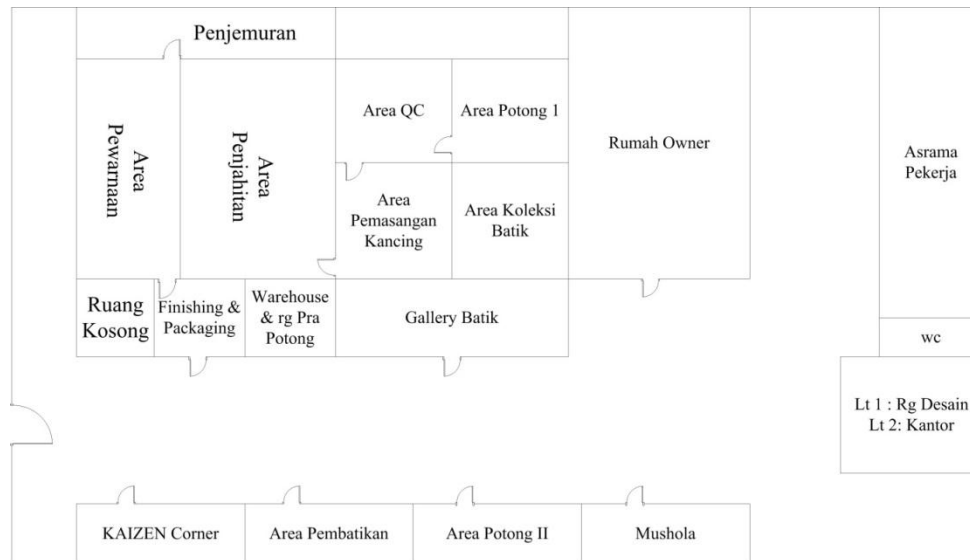 Penjemuran
Area
Pewarnaan
Area
Penjahitan
Area QC
Area Potong 1
Rumah Owner
Asrama
Pekerja
Area
Pemasangan
Kancing
Area Koleksi
Batik
Ruang
Kosong
Finishing &
Packaging
Warehouse
& rg Pra
Potong
Gallery Batik
wc
Lt 1 : Rg Desain
Lt 2: Kantor
KAIZEN Corner
Area Pembatikan
Area Potong II
Mushola